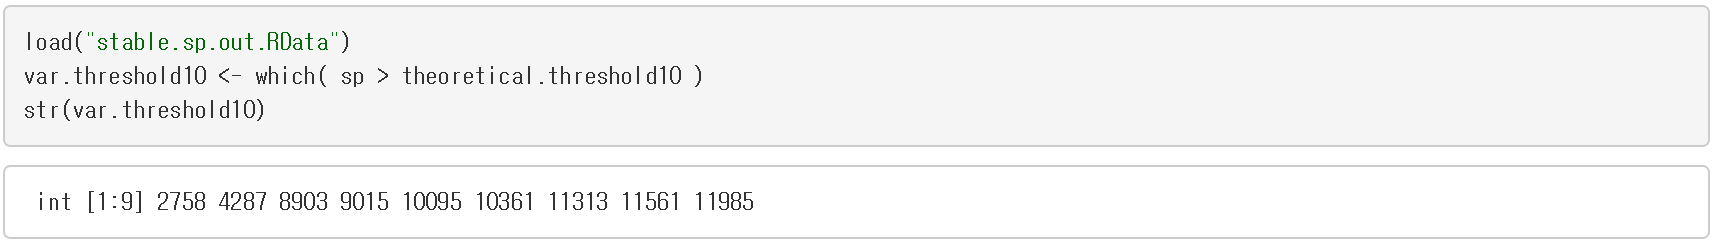 load("stable.sp.out.RData")
var.threshold10 <- which( sp > theoretical.threshold10 )
str(var.threshold10)
int [1:9] 2758 4287 8903 9015 10095 10361 11313 11561 11985